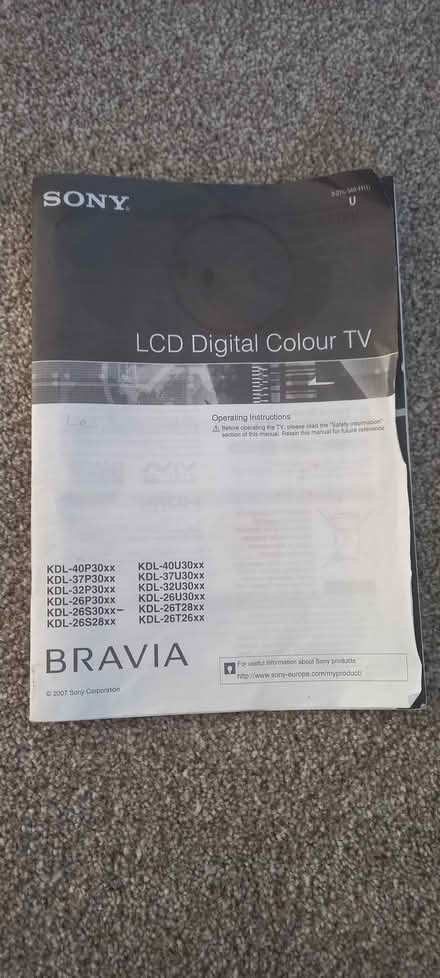 SONY
U
LCD Digital Colour TV
Operating Instructions
Before operating the TV, please read the "Safety information"
section of this manual. Retain this manual for future reference.
KDL-40P30xx KDL-40U30xx
KDL-37P30xx KDL-37U30xx
KDL-32P30xx KDL-32U30xx
KDL-26P30xx KDL-26U30xx
KDL-26S30xx– KDL-26T28xx
KDL-26S28xx KDL-26T26xx
BRAVIA
© 2007 Sony Corporation
For useful information about Sony products
http://www.sony-europe.com/myproduct/